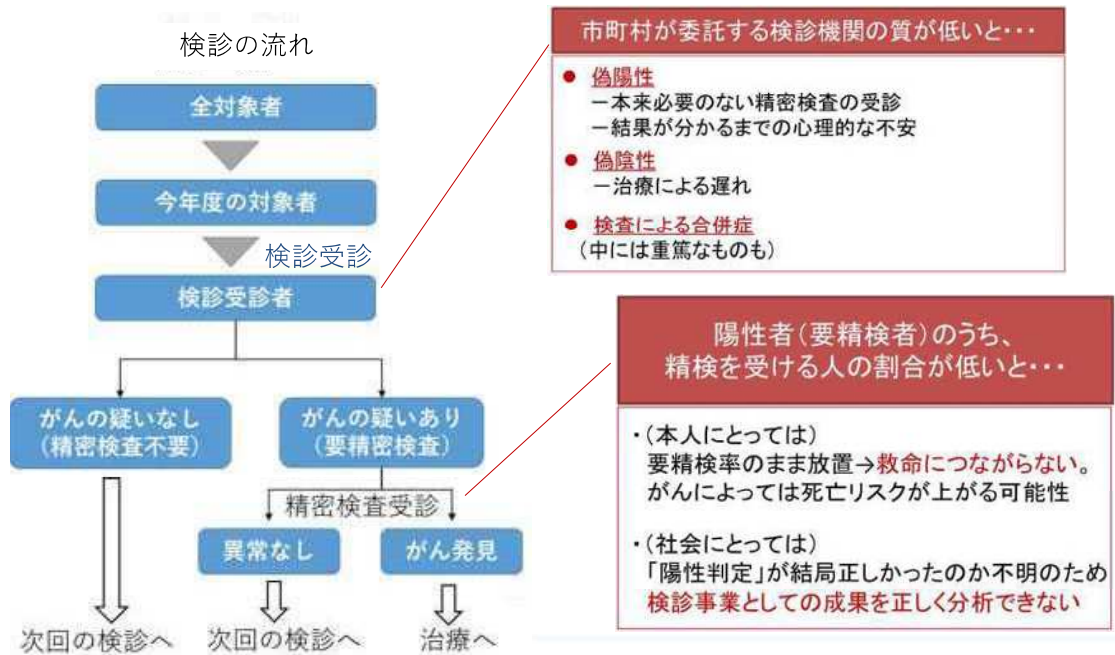 検診の流れ
全対象者
今年度の対象者
検診受診
検診受診者
がんの疑いなし
(精密検査不要)
がんの疑いあり
(要精密検査)
精密検査受診
異常なし
がん発見
次回の検診へ
次回の検診へ
治療へ
市町村が委託する検診機関の質が低いと・・・
● 偽陽性
－本来必要のない精密検査の受診
－結果が分かるまでの心理的な不安
● 偽陰性
－治療による遅れ
● 検査による合併症
(中には重篤なものも)
陽性者(要精検者)のうち、
精検を受ける人の割合が低いと・・・
・(本人にとっては)
要精検率のまま放置→救命につながらない。
がんによっては死亡リスクが上がる可能性
・(社会にとっては)
「陽性判定」が結局正しかったのか不明のため
検診事業としての成果を正しく分析できない